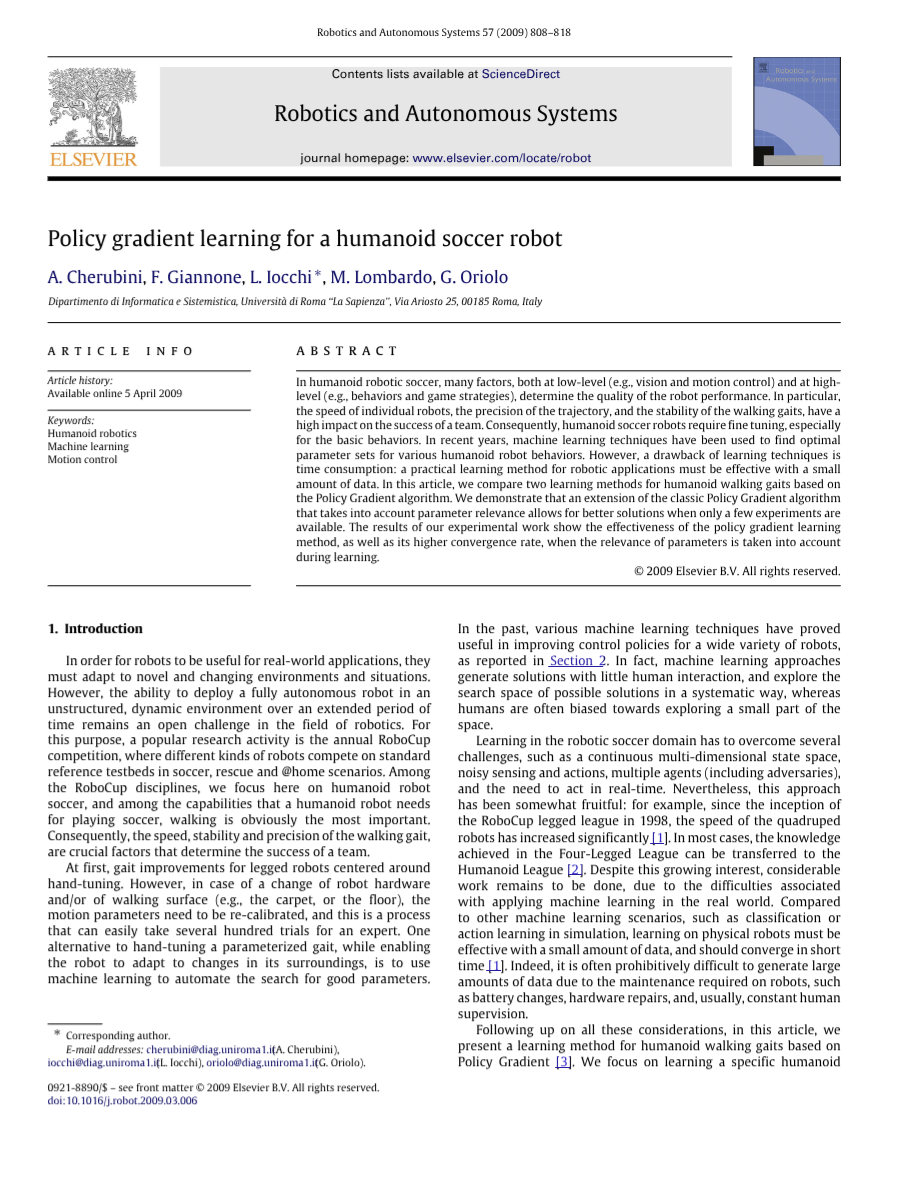 Robotics and Autonomous Systems 57 (2009) 808–818
Contents lists available at ScienceDirect
Robotics and Autonomous Systems
journal homepage: www.elsevier.com/locate/robot
ELSEVIER
Robotics and
Autonomous Systems
Policy gradient learning for a humanoid soccer robot
A. Cherubini, F. Giannone, L. Iocchi *, M. Lombardo, G. Oriolo
Dipartimento di Informatica e Sistemistica, Università di Roma “La Sapienza”, Via Ariosto 25, 00185 Roma, Italy
ARTICLE INFO
Article history:
Available online 5 April 2009
Keywords:
Humanoid robotics
Machine learning
Motion control
ABSTRACT
In humanoid robotic soccer, many factors, both at low-level (e.g., vision and motion control) and at high-
level (e.g., behaviors and game strategies), determine the quality of the robot performance. In particular,
the speed of individual robots, the precision of the trajectory, and the stability of the walking gaits, have a
high impact on the success of a team. Consequently, humanoid soccer robots require fine tuning, especially
for the basic behaviors. In recent years, machine learning techniques have been used to find optimal
parameter sets for various humanoid robot behaviors. However, a drawback of learning techniques is
time consumption: a practical learning method for robotic applications must be effective with a small
amount of data. In this article, we compare two learning methods for humanoid walking gaits based on
the Policy Gradient algorithm. We demonstrate that an extension of the classic Policy Gradient algorithm
that takes into account parameter relevance allows for better solutions when only a few experiments are
available. The results of our experimental work show the effectiveness of the policy gradient learning
method, as well as its higher convergence rate, when the relevance of parameters is taken into account
during learning.
© 2009 Elsevier B.V. All rights reserved.
1. Introduction
In order for robots to be useful for real-world applications, they
must adapt to novel and changing environments and situations.
However, the ability to deploy a fully autonomous robot in an
unstructured, dynamic environment over an extended period of
time remains an open challenge in the field of robotics. For
this purpose, a popular research activity is the annual RoboCup
competition, where different kinds of robots compete on standard
reference testbeds in soccer, rescue and @home scenarios. Among
the RoboCup disciplines, we focus here on humanoid robot
soccer, and among the capabilities that a humanoid robot needs
for playing soccer, walking is obviously the most important.
Consequently, the speed, stability and precision of the walking gait,
are crucial factors that determine the success of a team.
At first, gait improvements for legged robots centered around
hand-tuning. However, in case of a change of robot hardware
and/or of walking surface (e.g., the carpet, or the floor), the
motion parameters need to be re-calibrated, and this is a process
that can easily take several hundred trials for an expert. One
alternative to hand-tuning a parameterized gait, while enabling
the robot to adapt to changes in its surroundings, is to use
machine learning to automate the search for good parameters.
* Corresponding author.
E-mail addresses: cherubini@diag.uniroma1.it (A. Cherubini),
iocchi@diag.uniroma1.it (L. Iocchi), oriolo@diag.uniroma1.it (G. Oriolo).
0921-8890/$ – see front matter © 2009 Elsevier B.V. All rights reserved.
doi:10.1016/j.robot.2009.03.006
In the past, various machine learning techniques have proved
useful in improving control policies for a wide variety of robots,
as reported in Section 2. In fact, machine learning approaches
generate solutions with little human interaction, and explore the
search space of possible solutions in a systematic way, whereas
humans are often biased towards exploring a small part of the
space.
Learning in the robotic soccer domain has to overcome several
challenges, such as a continuous multi-dimensional state space,
noisy sensing and actions, multiple agents (including adversaries),
and the need to act in real-time. Nevertheless, this approach
has been somewhat fruitful: for example, since the inception of
the RoboCup legged league in 1998, the speed of the quadruped
robots has increased significantly [1]. In most cases, the knowledge
achieved in the Four-Legged League can be transferred to the
Humanoid League [2]. Despite this growing interest, considerable
work remains to be done, due to the difficulties associated
with applying machine learning in the real world. Compared
to other machine learning scenarios, such as classification or
action learning in simulation, learning on physical robots must be
effective with a small amount of data, and should converge in short
time [1]. Indeed, it is often prohibitively difficult to generate large
amounts of data due to the maintenance required on robots, such
as battery changes, hardware repairs, and, usually, constant human
supervision.
Following up on all these considerations, in this article, we
present a learning method for humanoid walking gaits based on
Policy Gradient [3]. We focus on learning a specific humanoid